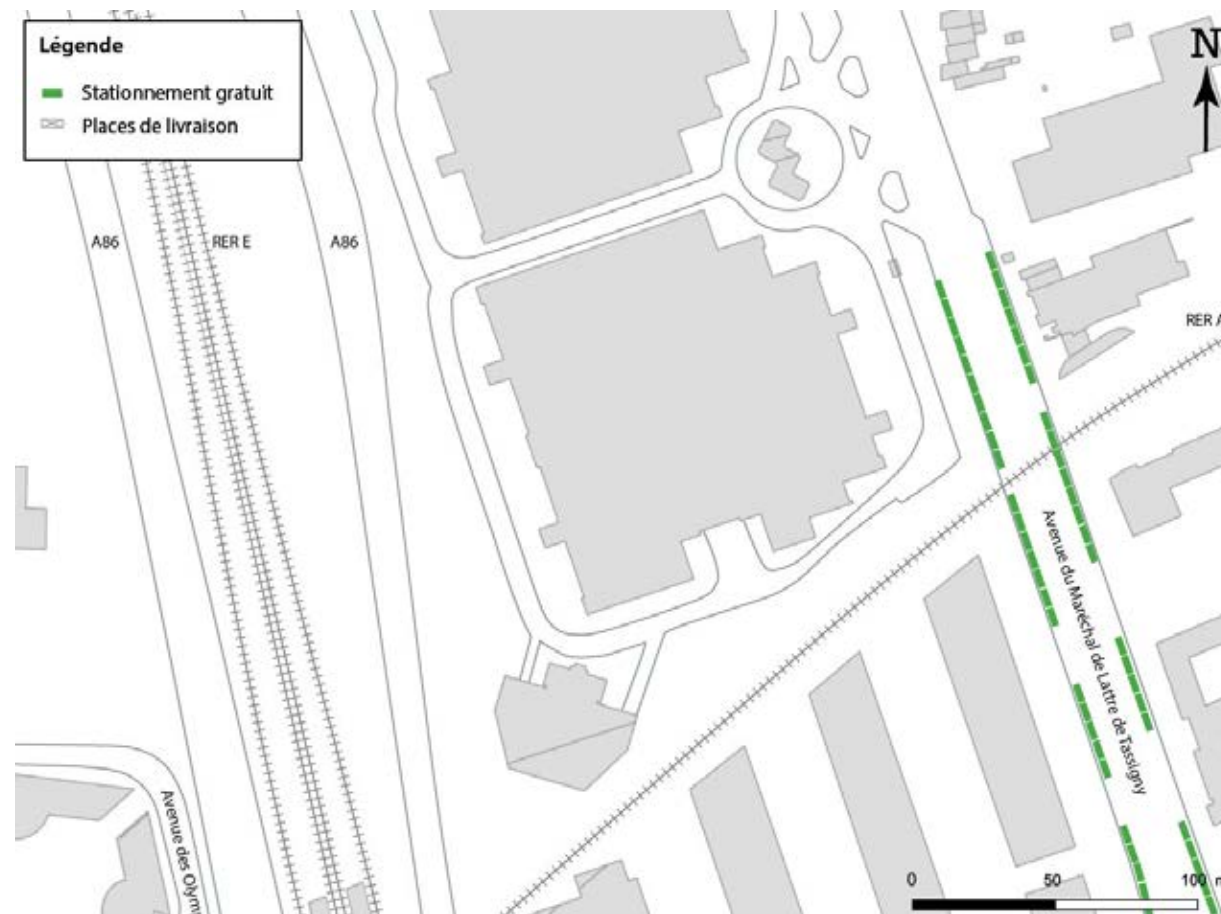 Légende
Stationnement gratuit
Places de livraison
N
A86
RER E
A86
RER A
Avenue du Maréchal de Lattre de Tassigny
Avenue des Olym
0 50 100 m